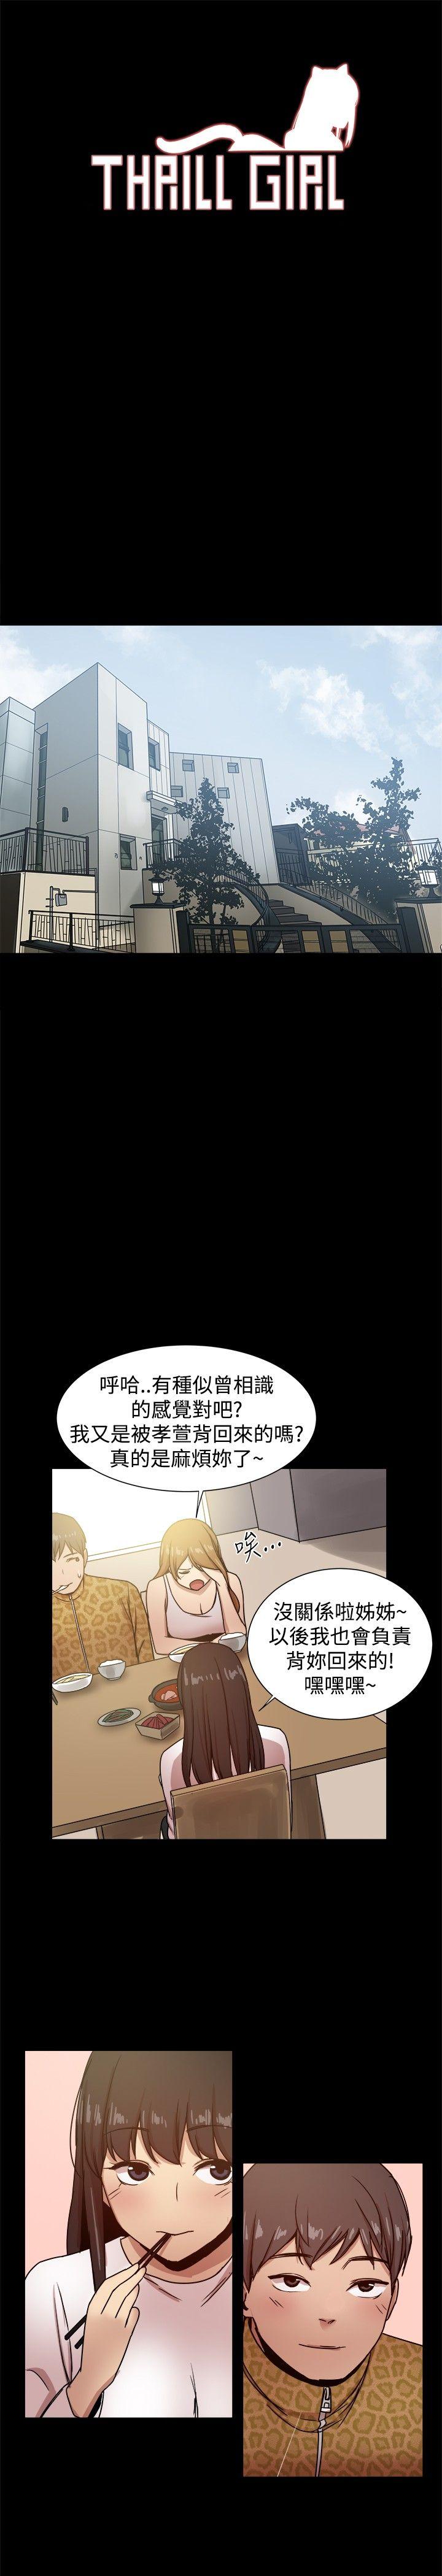 THRILL GIRL
呼哈..有種似曾相識
的感覺對吧?
我又是被孝萱背回來的嗎?
真的是麻煩妳了~
唉...
沒關係啦姊姊~
以後我也會負責
背妳回來的!
嘿嘿嘿~